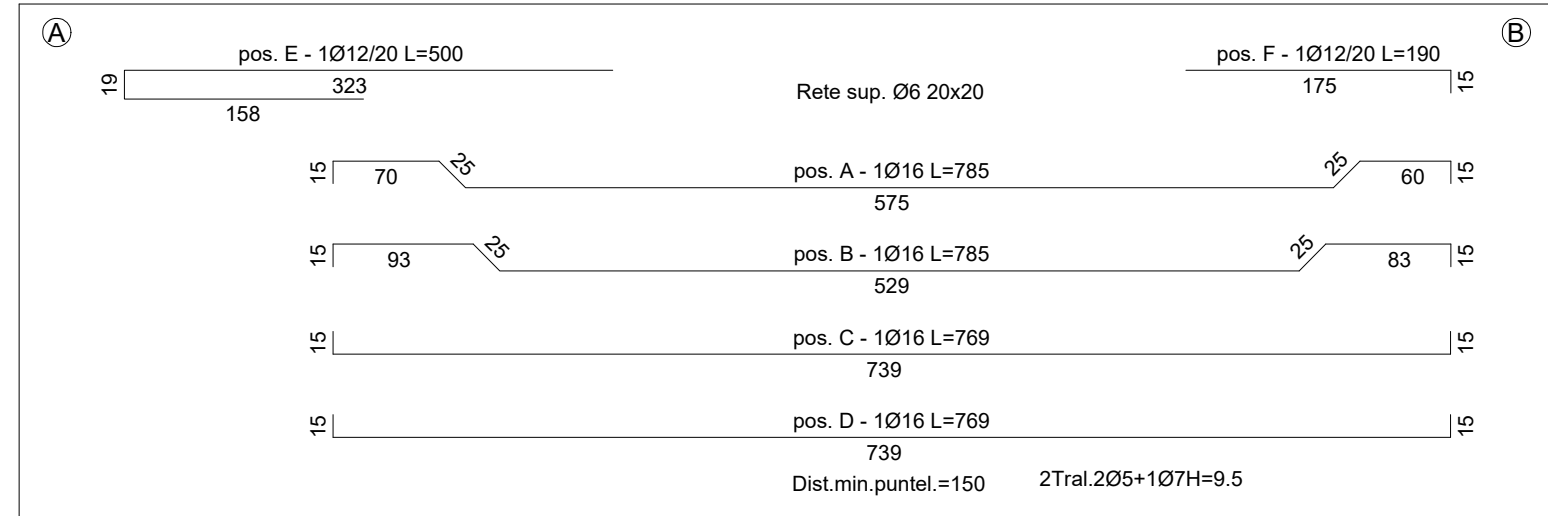 A
B
pos. E - 1Ø12/20 L=500
pos. F - 1Ø12/20 L=190
19
323
158
Rete sup. Ø6 20x20
175
15
15
70
25
pos. A - 1Ø16 L=785
575
25
60
15
15
93
25
pos. B - 1Ø16 L=785
529
25
83
15
15
pos. C - 1Ø16 L=769
739
15
15
pos. D - 1Ø16 L=769
739
15
Dist.min.puntel.=150
2Tral.2Ø5+1Ø7H=9.5